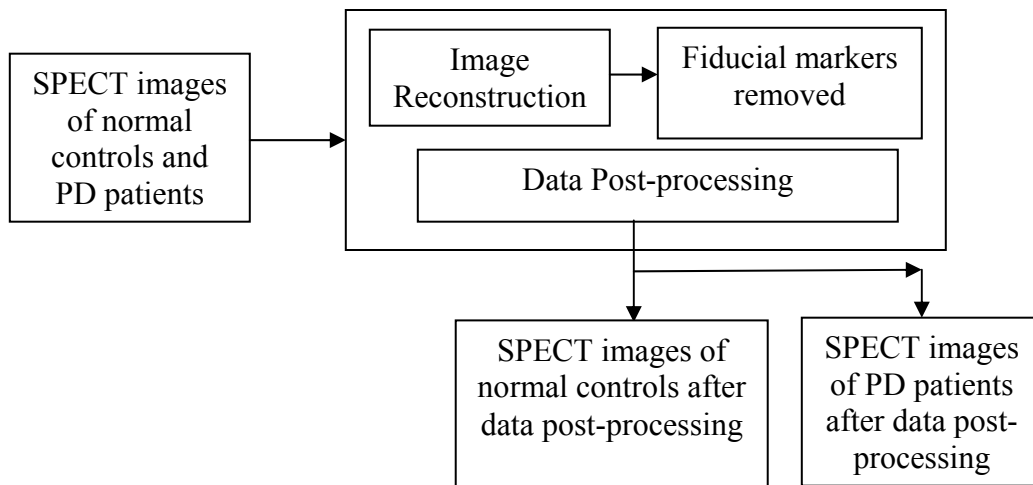 SPECT images
of normal
controls and
PD patients
Image
Reconstruction
Fiducial markers
removed
Data Post-processing
SPECT images of
normal controls after
data post-processing
SPECT images
of PD patients
after data post-
processing